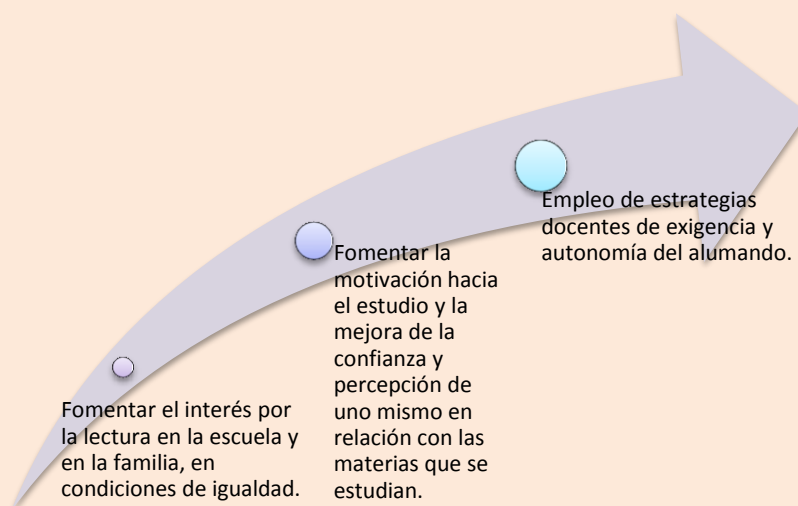 Fomentar el interés por
la lectura en la escuela y
en la familia, en
condiciones de igualdad.
Fomentar la
motivación hacia
el estudio y la
mejora de la
confianza y
percepción de
uno mismo en
relación con las
materias que se
estudian.
Empleo de estrategias
docentes de exigencia y
autonomía del alumando.